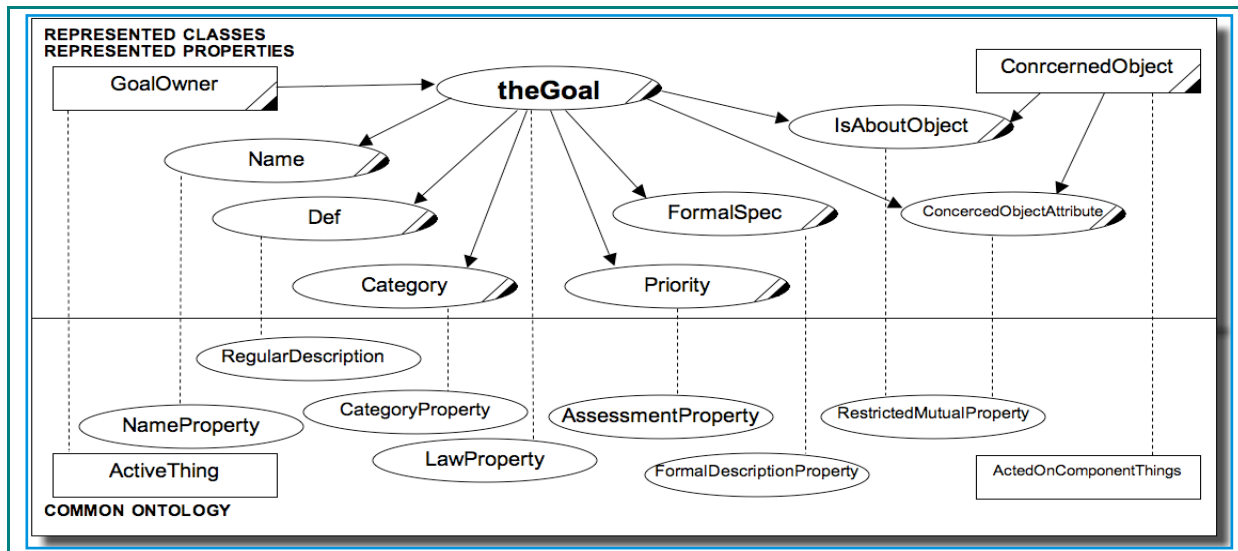 REPRESENTED CLASSES
REPRESENTED PROPERTIES
GoalOwner
theGoal
ConrcernedObject
IsAboutObject
Name
Def
FormalSpec
ConcercedObjectAttribute
Category
Priority
RegularDescription
CategoryProperty
AssessmentProperty
RestrictedMutualProperty
NameProperty
LawProperty
FormalDescriptionProperty
ActiveThing
ActedOnComponentThings
COMMON ONTOLOGY